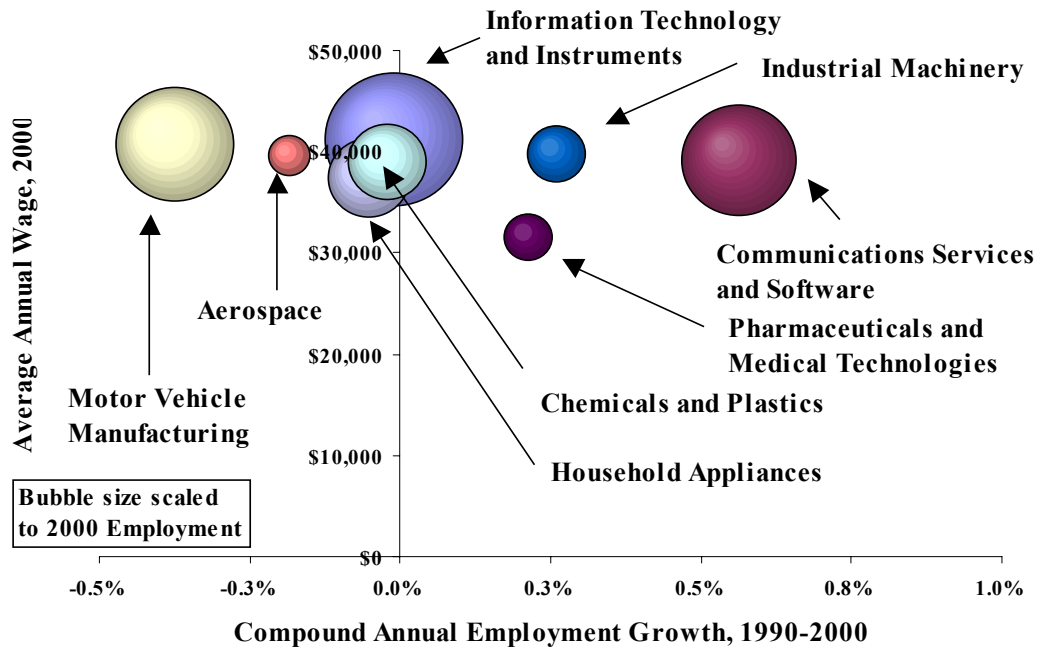 Information Technology
and Instruments
Industrial Machinery
$50,000
$40,000
$30,000
$20,000
$10,000
$0
Average Annual Wage, 2000
Communications Services
and Software
Aerospace
Pharmaceuticals and
Medical Technologies
Motor Vehicle
Manufacturing
Chemicals and Plastics
Household Appliances
Bubble size scaled
to 2000 Employment
-0.5% -0.3% 0.0% 0.3% 0.5% 0.8% 1.0%
Compound Annual Employment Growth, 1990-2000